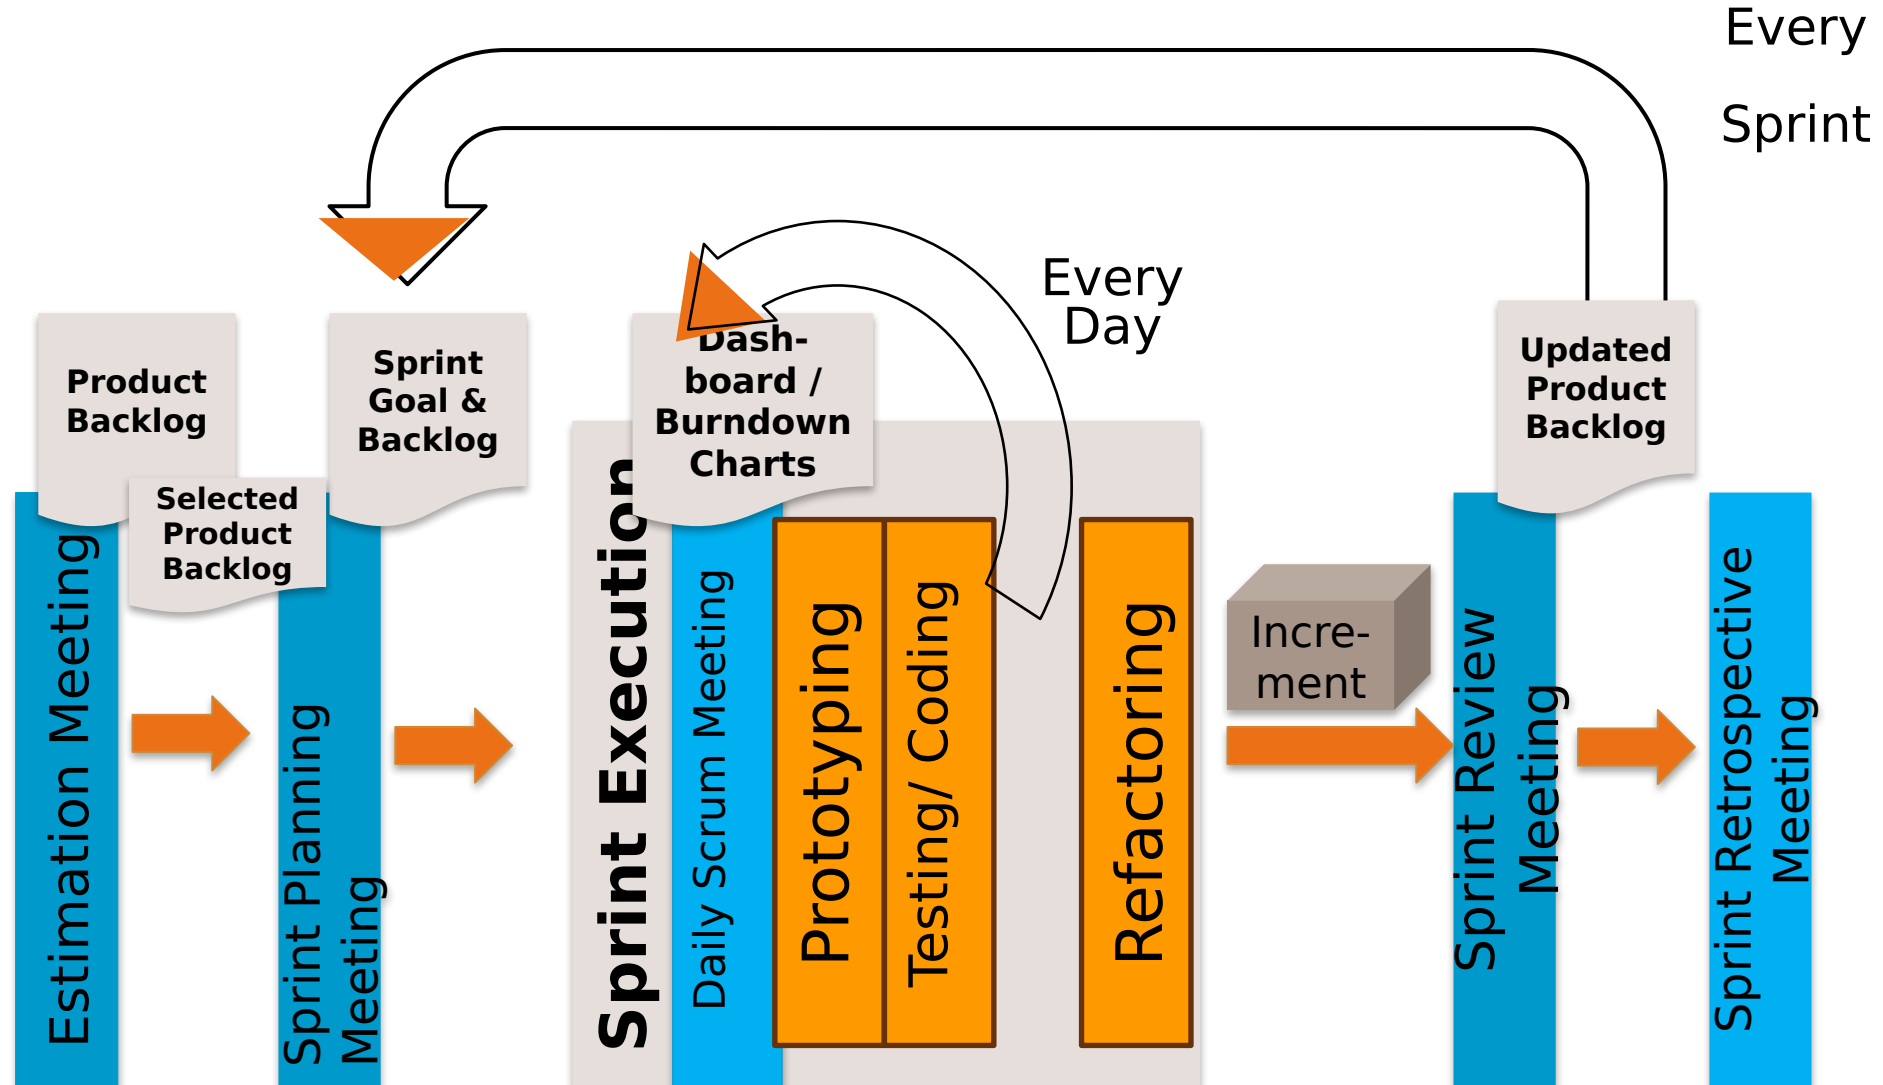 Every
Sprint
Every
Day
Product
Backlog
Sprint
Goal &
Backlog
Dash-
board /
Burndown
Charts
Updated
Product
Backlog
Selected
Product
Backlog
Estimation Meeting
Sprint Planning
Meeting
Sprint Execution
Daily Scrum Meeting
Prototyping
Testing/ Coding
Refactoring
Incre-
ment
Sprint Review
Meeting
Sprint Retrospective
Meeting